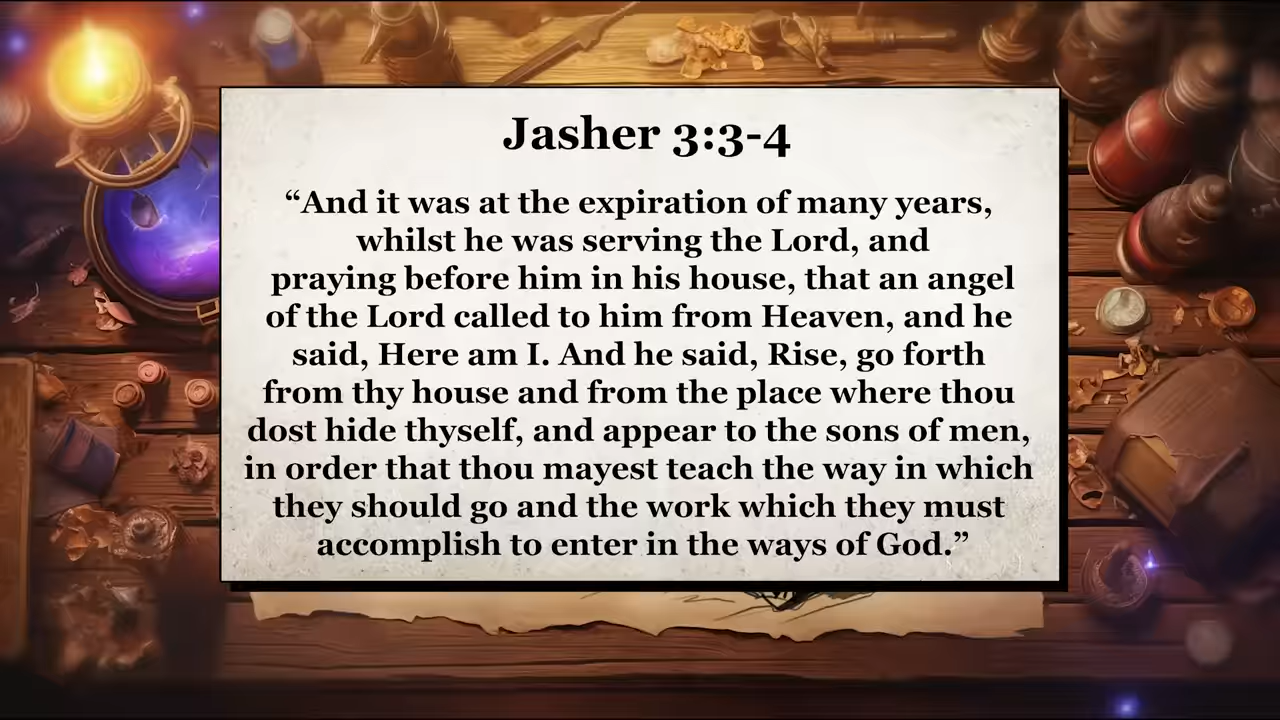 Jasher 3:3-4
“And it was at the expiration of many years,
whilst he was serving the Lord, and
praying before him in his house, that an angel
of the Lord called to him from Heaven, and he
said, Here am I. And he said, Rise, go forth
from thy house and from the place where thou
dost hide thyself, and appear to the sons of men,
in order that thou mayest teach the way in which
they should go and the work which they must
accomplish to enter in the ways of God.”